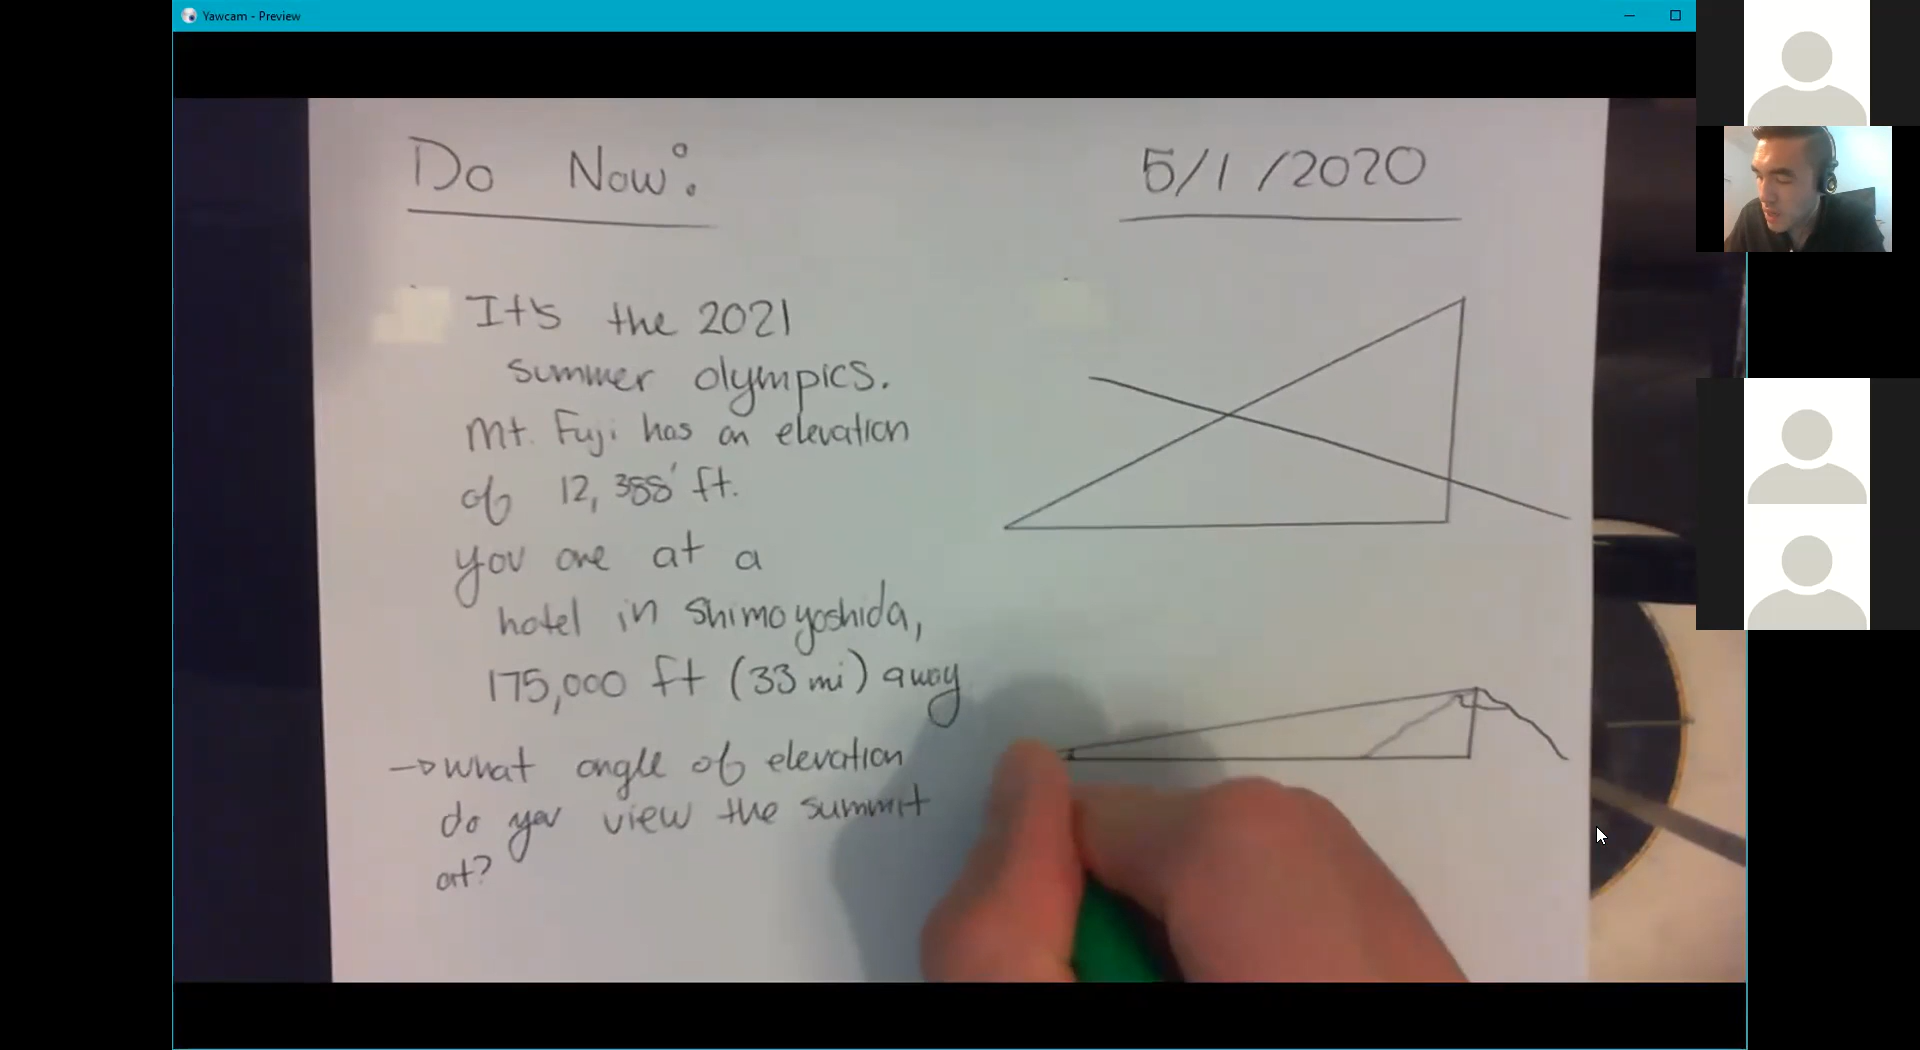 Yawcam - Preview
Do Now:
5/1/2020
It's the 2021
summer olympics.
Mt. Fuji has an elevation
of 12,388' ft.
you are at a
hotel in Shimoyoshida,
175,000 ft (33 mi) away
→ what angle of elevation
do you view the summit
at?